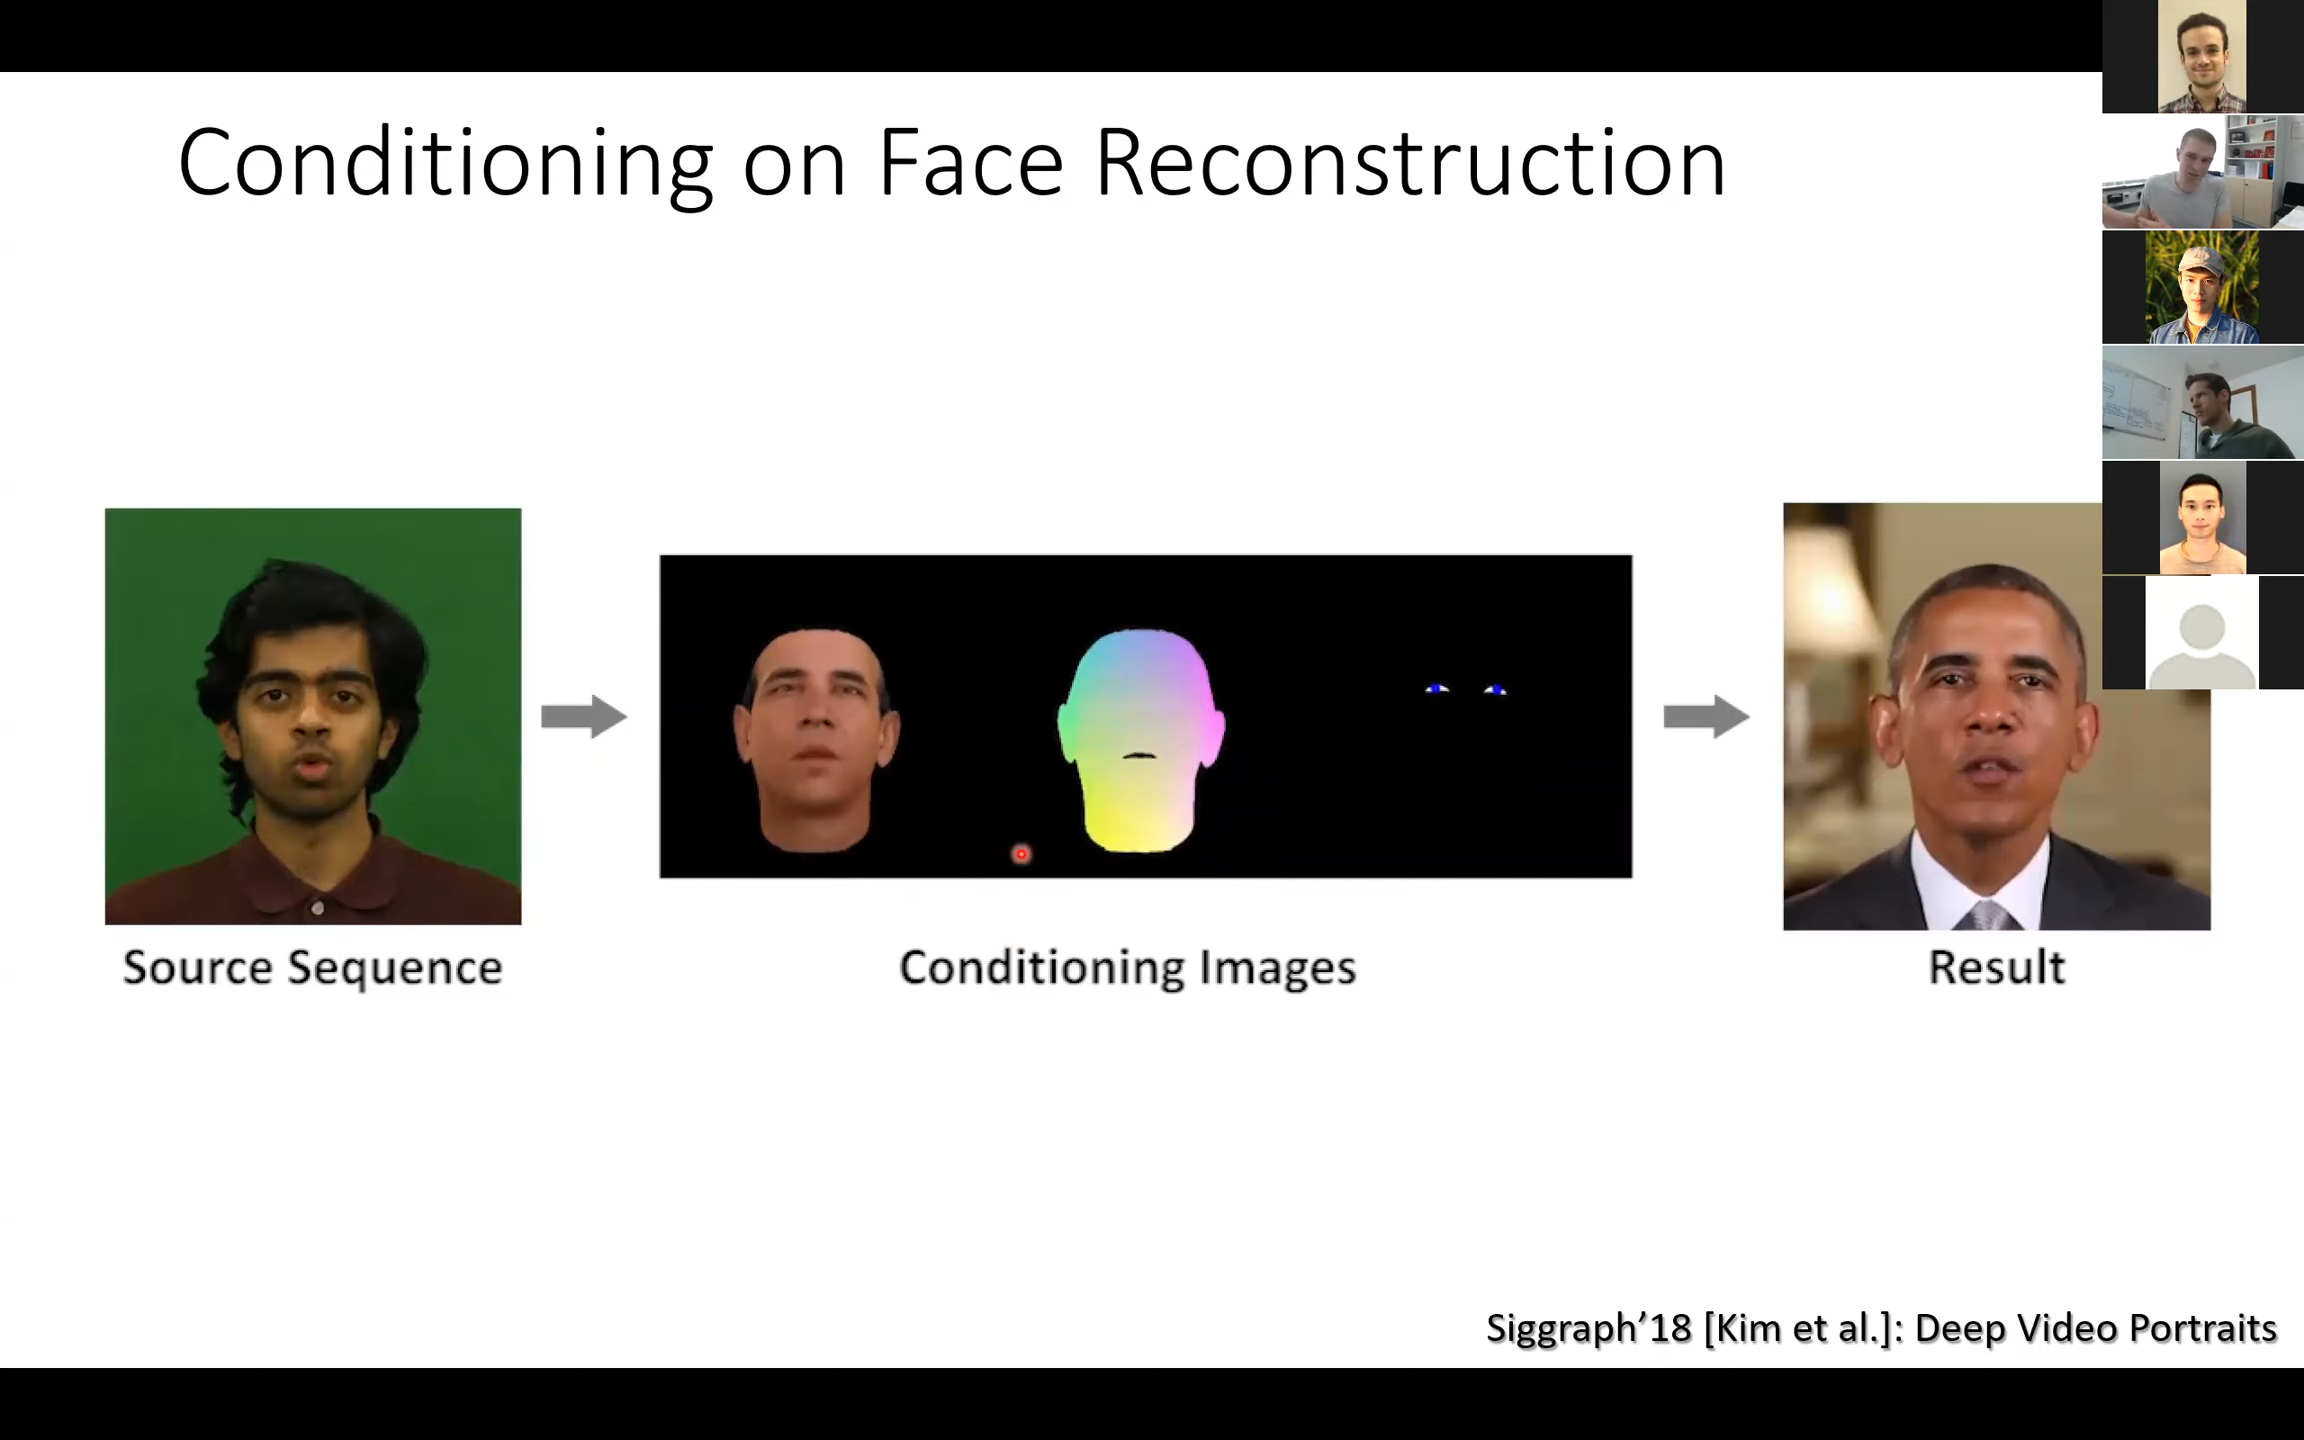 Conditioning on Face Reconstruction
Source Sequence
Conditioning Images
Result
Siggraph’18 [Kim et al.]: Deep Video Portraits